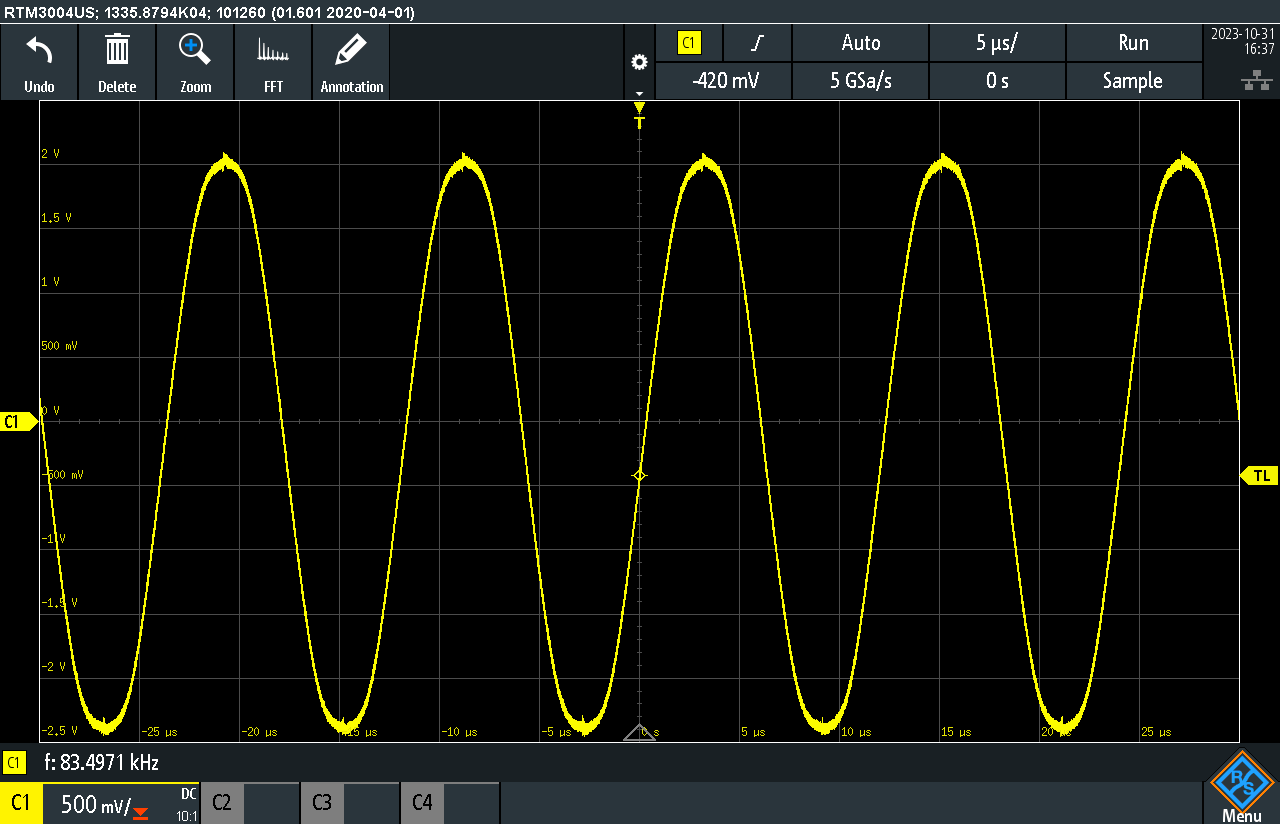 RTM3004US; 1335.8794K04; 101260 (01.601 2020-04-01)
Undo Delete Zoom FFT Annotation
C1 Auto 5 µs/ Run
-420 mV 5 GSa/s 0 s Sample
2023-10-31
16:37
T
2 V
1.5 V
1 V
500 mV
0 V
C1
-500 mV
TL
-1 V
-1.5 V
-2 V
-2.5 V -25 µs -20 µs -15 µs -10 µs -5 µs 0 s 5 µs 10 µs 15 µs 20 µs 25 µs
C1 f: 83.4971 kHz
C1 500 mV/ DC 10:1 C2 C3 C4
R S
Menu